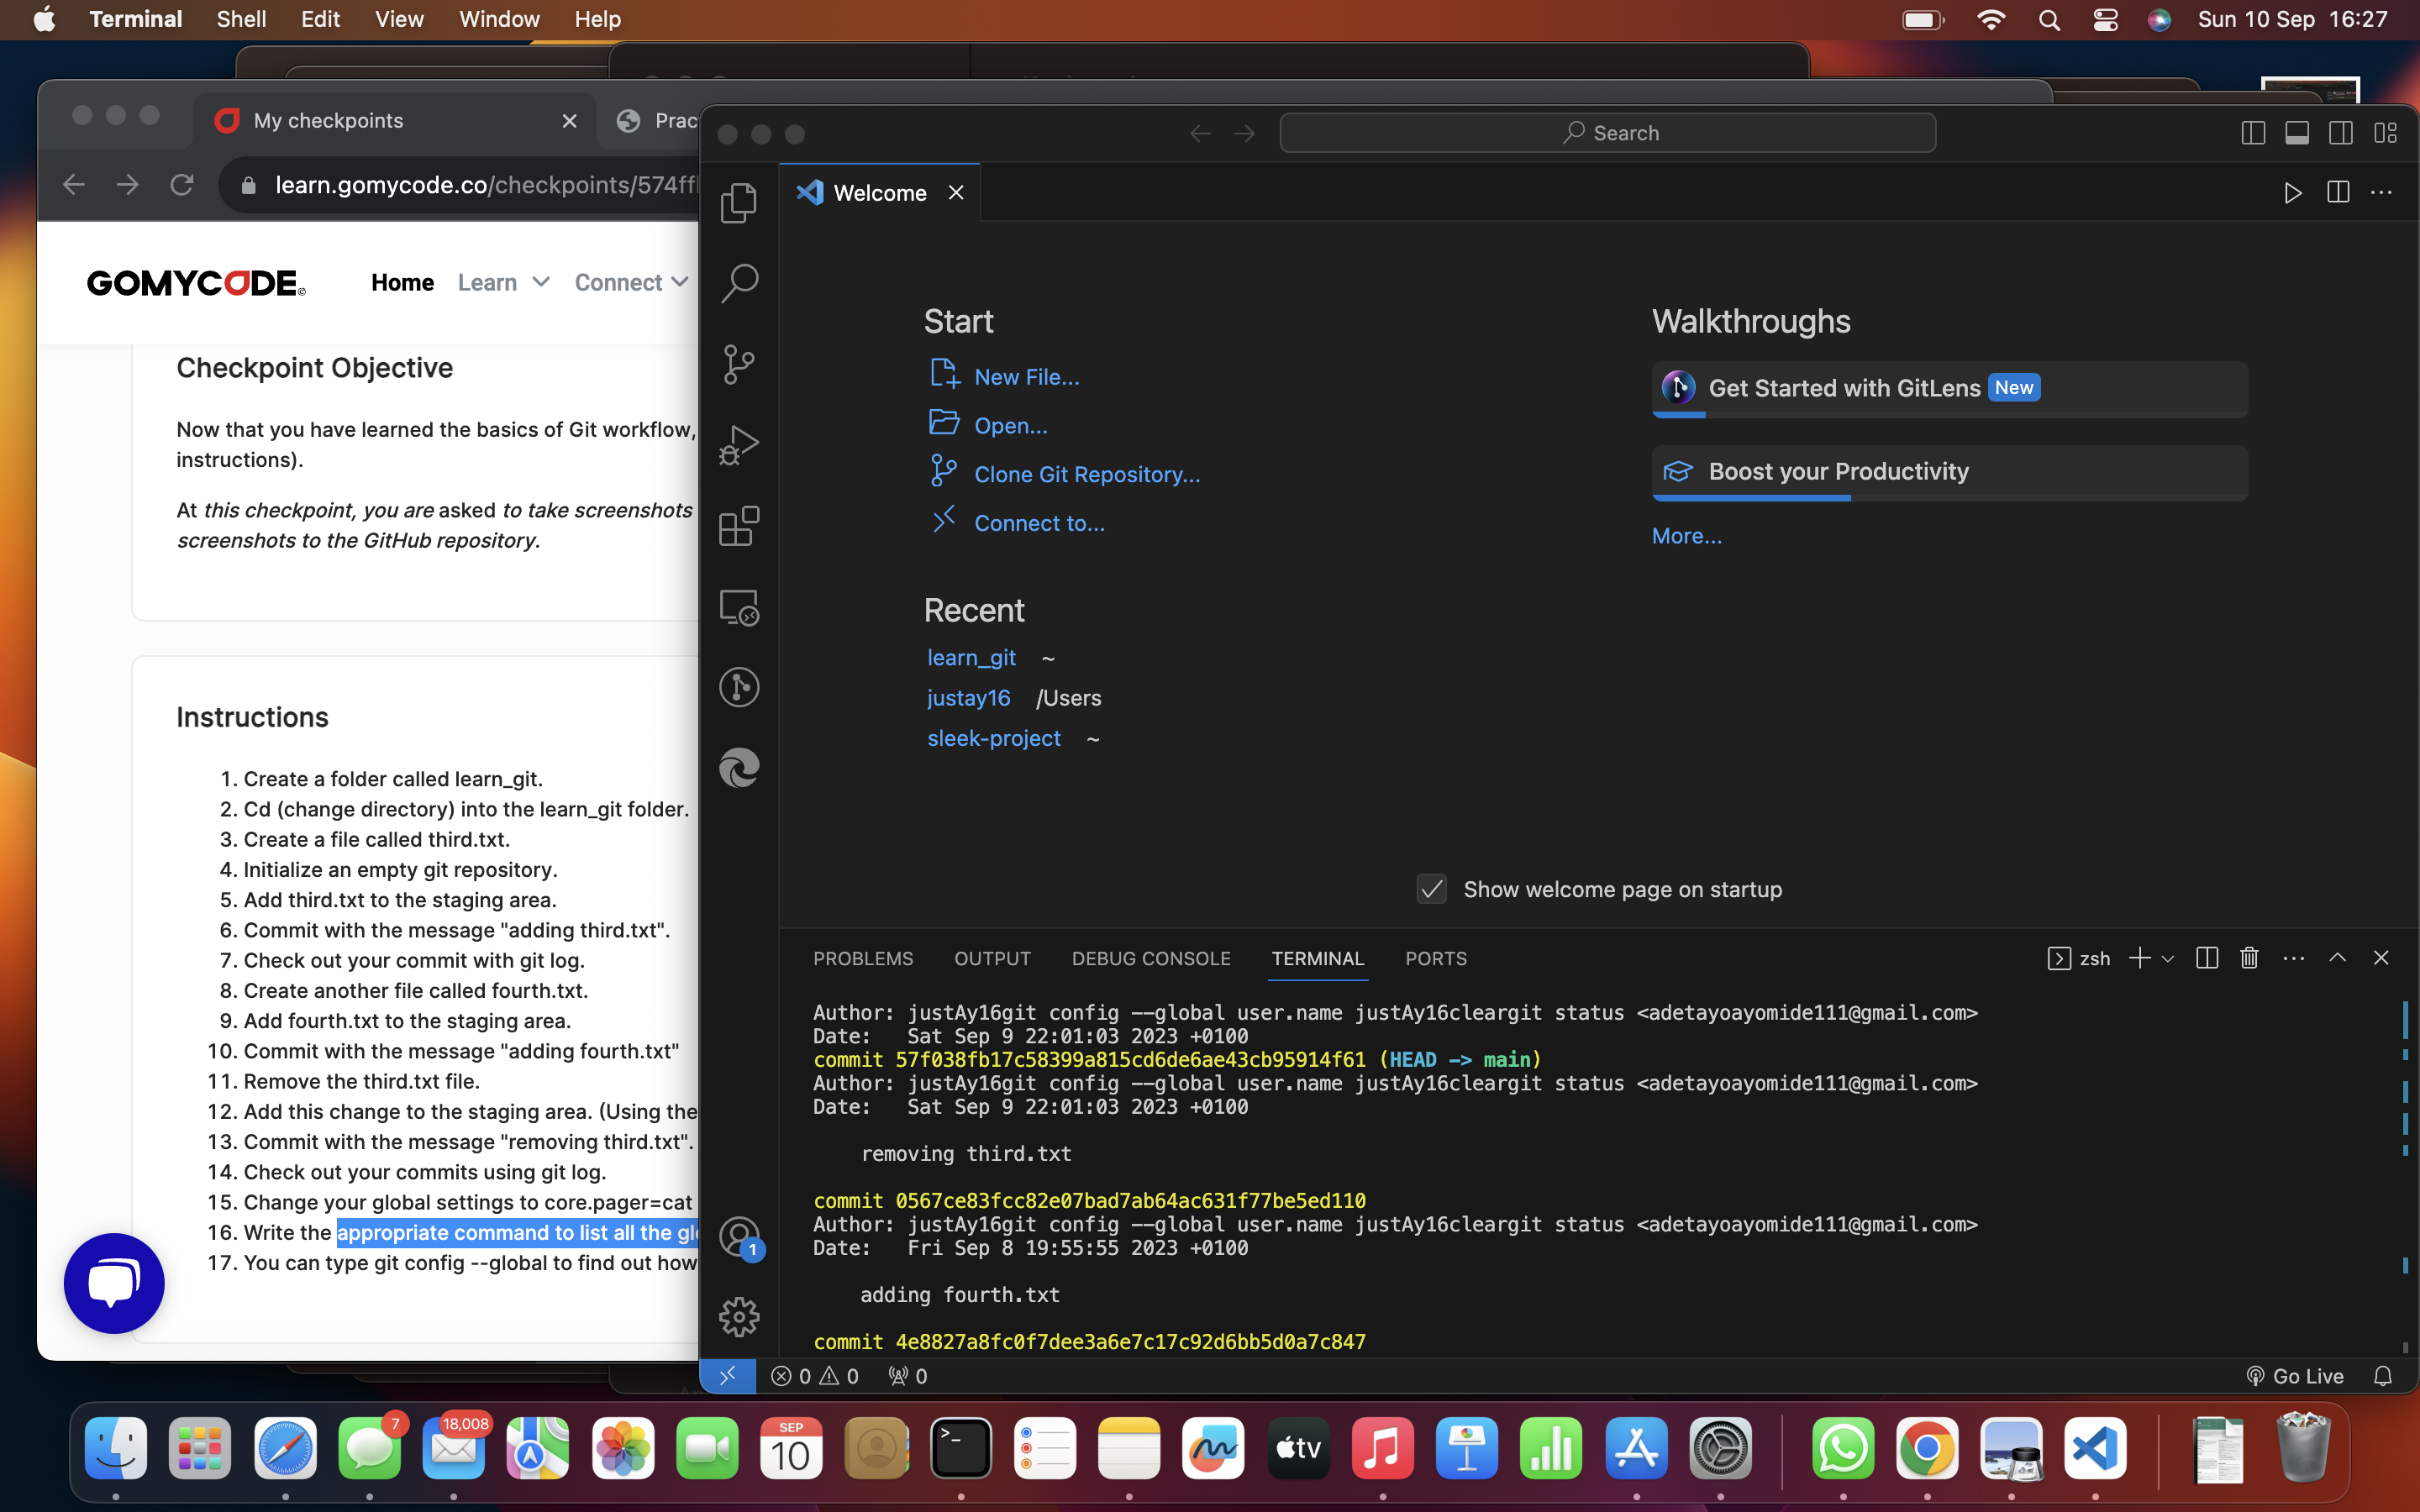 Terminal Shell Edit View Window Help
Sun 10 Sep 16:27
My checkpoints
learn.gomycode.co/checkpoints/574ff
GOMYCODE
Home Learn Connect
Checkpoint Objective
Now that you have learned the basics of Git workflow,
instructions).
At this checkpoint, you are asked to take screenshots
screenshots to the GitHub repository.
Instructions
1. Create a folder called learn_git.
2. Cd (change directory) into the learn_git folder.
3. Create a file called third.txt.
4. Initialize an empty git repository.
5. Add third.txt to the staging area.
6. Commit with the message "adding third.txt".
7. Check out your commit with git log.
8. Create another file called fourth.txt.
9. Add fourth.txt to the staging area.
10. Commit with the message "adding fourth.txt"
11. Remove the third.txt file.
12. Add this change to the staging area. (Using the
13. Commit with the message "removing third.txt".
14. Check out your commits using git log.
15. Change your global settings to core.pager=cat
16. Write the appropriate command to list all the
17. You can type git config --global to find out how
Search
Welcome
Start
New File...
Open...
Clone Git Repository...
Connect to...
Recent
learn_git ~
justay16 /Users
sleek-project ~
Walkthroughs
Get Started with GitLens New
Boost your Productivity
More...
Show welcome page on startup
PROBLEMS OUTPUT DEBUG CONSOLE TERMINAL PORTS
zsh
Author: justAy16git config --global user.name justAy16cleargit status <adetayoayomide111@gmail.com>
Date: Sat Sep 9 22:01:03 2023 +0100
commit 57f038fb17c58399a815cd6de6ae43cb95914f61 (HEAD -> main)
Author: justAy16git config --global user.name justAy16cleargit status <adetayoayomide111@gmail.com>
Date: Sat Sep 9 22:01:03 2023 +0100
removing third.txt
commit 0567ce83fcc82e07bad7ab64ac631f77be5ed110
Author: justAy16git config --global user.name justAy16cleargit status <adetayoayomide111@gmail.com>
Date: Fri Sep 8 19:55:55 2023 +0100
adding fourth.txt
commit 4e8827a8fc0f7dee3a6e7c17c92d6bb5d0a7c847
1
0 0 0
Go Live
7
18,008
SEP
10
tv